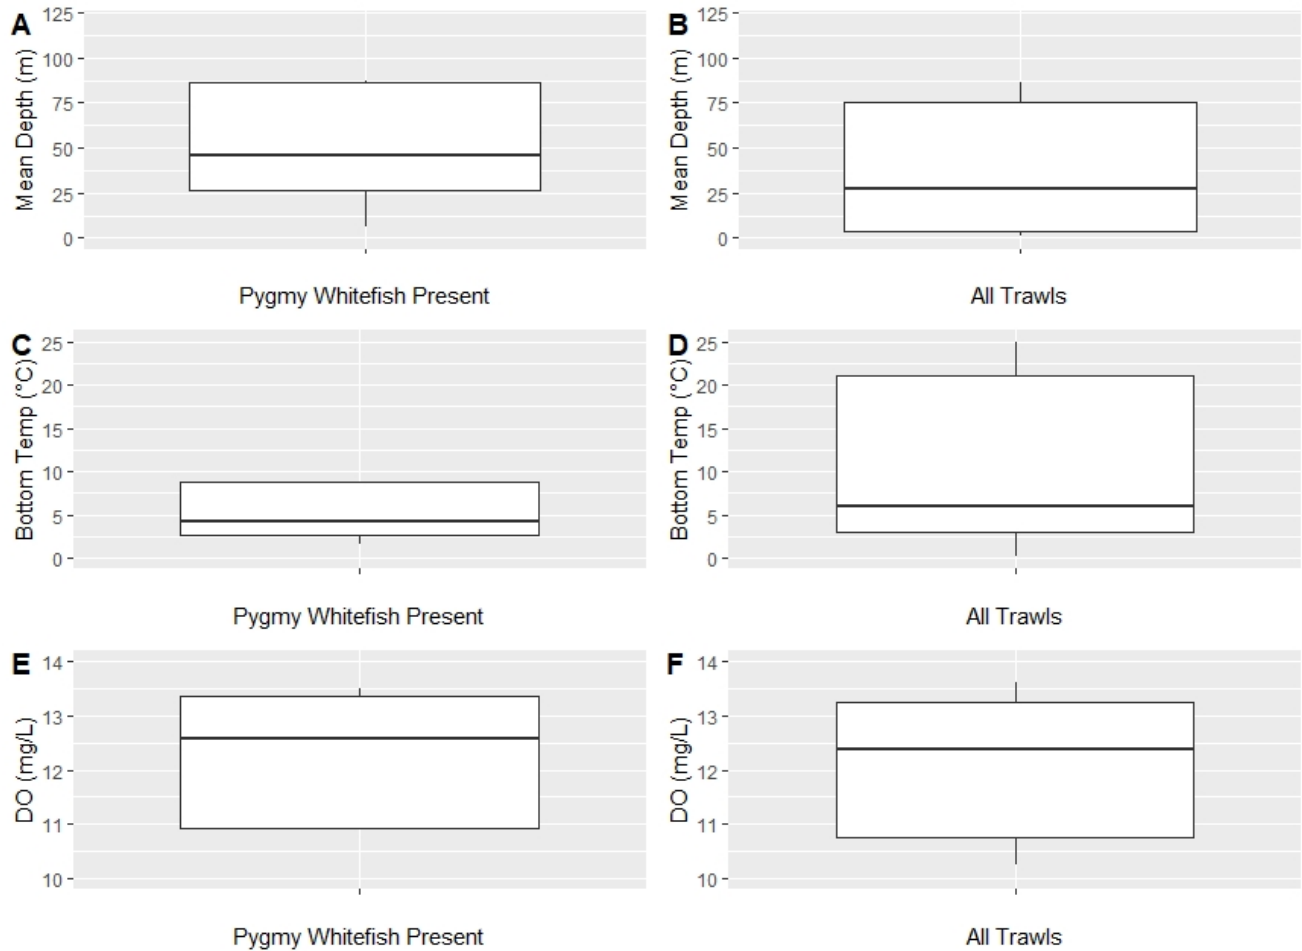 A
Mean Depth (m)
125
100
75
50
25
0
Pygmy Whitefish Present
B
Mean Depth (m)
125
100
75
50
25
0
All Trawls
C
Bottom Temp (°C)
25
20
15
10
5
0
Pygmy Whitefish Present
D
Bottom Temp (°C)
25
20
15
10
5
0
All Trawls
E
DO (mg/L)
14
13
12
11
10
Pygmy Whitefish Present
F
DO (mg/L)
14
13
12
11
10
All Trawls